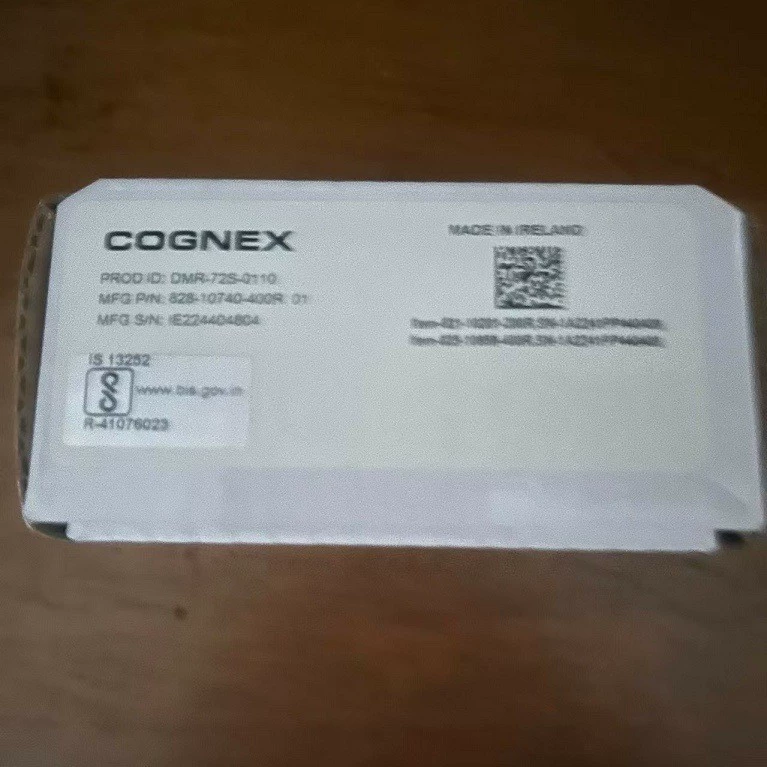 COGNEX
PROD ID: DMR-72S-0110
MFG P/N: 828-10740-400R 01
MFG S/N: IE224404804
IS 13252
www.bis.gov.in
R-41076023
MADE IN IRELAND